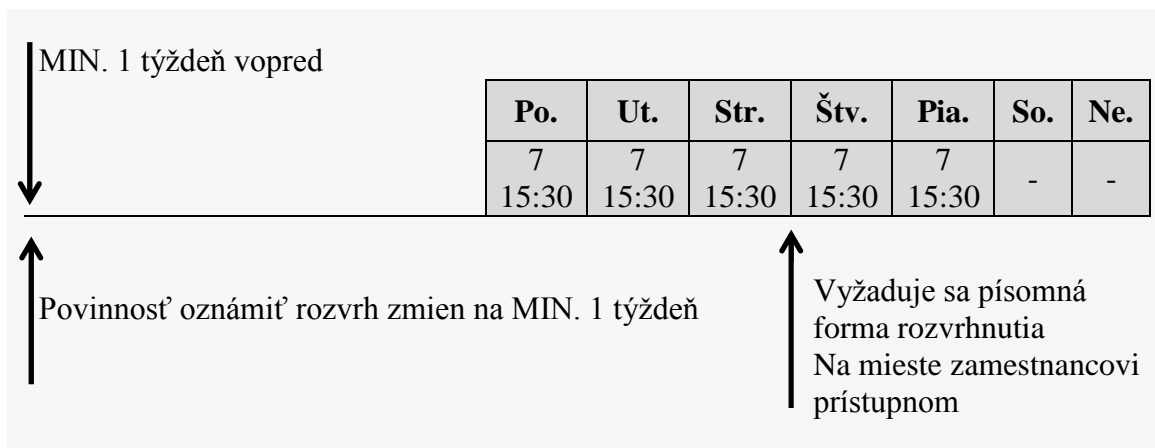 MIN. 1 týždeň vopred
Po. Ut. Str. Štv. Pia. So. Ne.
7 7 7 7 7 - -
15:30 15:30 15:30 15:30 15:30
Povinnosť oznámiť rozvrh zmien na MIN. 1 týždeň
Vyžaduje sa písomná
forma rozvrhnutia
Na mieste zamestnancovi
prístupnom